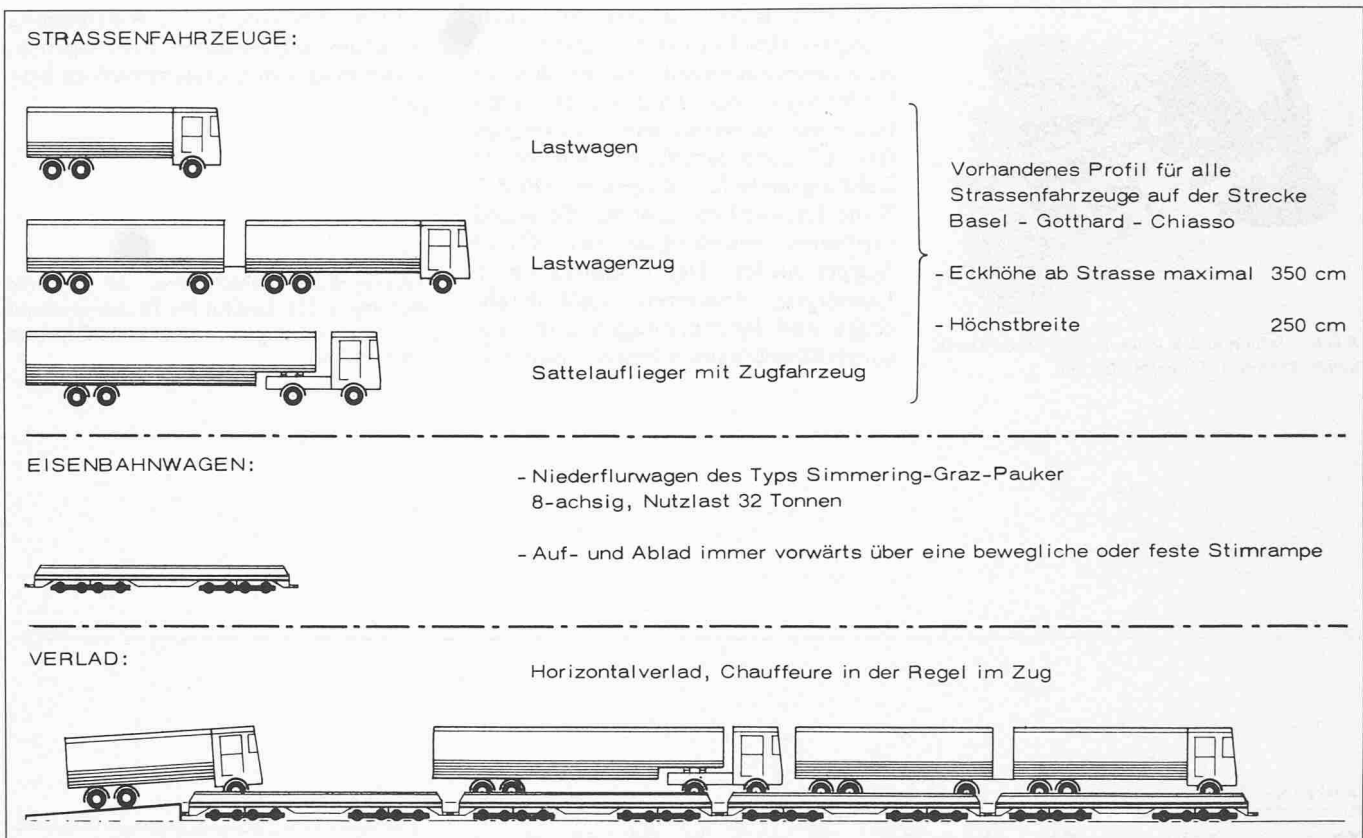 STRASSENFAHRZEUGE:
Lastwagen
Lastwagenzug
Sattelauflieger mit Zugfahrzeug
Vorhandenes Profil für alle
Strassenfahrzeuge auf der Strecke
Basel - Gotthard - Chiasso
- Eckhöhe ab Strasse maximal 350 cm
- Höchstbreite 250 cm
EISENBAHNWAGEN:
- Niederflurwagen des Typs Simmering-Graz-Pauker
8-achsig, Nutzlast 32 Tonnen
- Auf- und Ablad immer vorwärts über eine bewegliche oder feste Stirnrampe
VERLAD:
Horizontalverlad, Chauffeure in der Regel im Zug